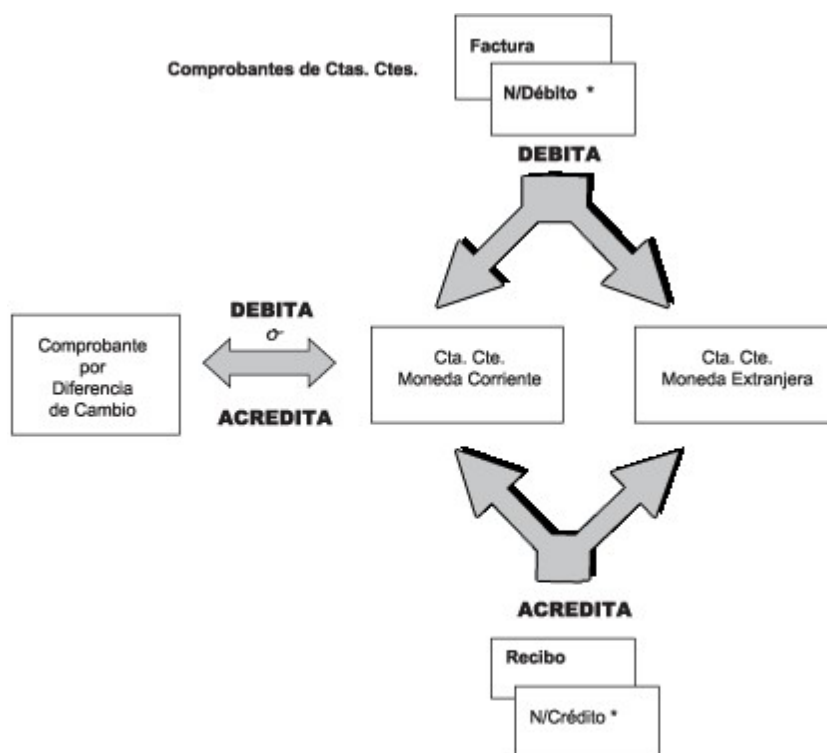 Factura
Comprobantes de Ctas. Ctes.
N/Débito *
DEBITA
DEBITA
o
ACREDITA
Comprobante
por
Diferencia
de Cambio
Cta. Cte.
Moneda Corriente
Cta. Cte.
Moneda Extranjera
ACREDITA
Recibo
N/Crédito *